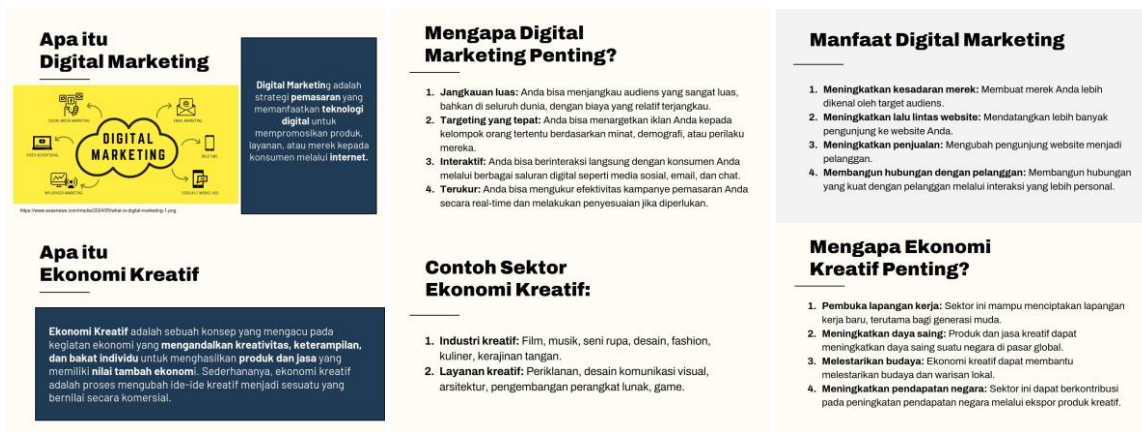 Apa itu
Digital Marketing
SOCIAL MEDIA MARKETING
EMAIL MARKETING
VIDEO ADVERTISING
DIGITAL
MARKETING
INFLUENCER MARKETING
Digital Marketing adalah
strategi pemasaran yang
memanfaatkan teknologi
digital untuk
mempromosikan produk,
layanan, atau merek kepada
konsumen melalui internet.
Mengapa Digital
Marketing Penting?
1. Jangkauan luas: Anda bisa menjangkau audiens yang sangat luas,
bahkan di seluruh dunia, dengan biaya yang relatif terjangkau.
2. Targeting yang tepat: Anda bisa menargetkan iklan Anda kepada
kelompok orang tertentu berdasarkan minat, demografi, atau perilaku
mereka.
3. Interaktif: Anda bisa berinteraksi langsung dengan konsumen Anda
melalui berbagai saluran digital seperti media sosial, email, dan chat.
4. Terukur: Anda bisa mengukur efektivitas kampanye pemasaran Anda
secara real-time dan melakukan penyesuaian jika diperlukan.
Manfaat Digital Marketing
1. Meningkatkan kesadaran merek: Membuat merek Anda lebih
dikenal oleh target audiens.
2. Meningkatkan lalu lintas website: Mendatangkan lebih banyak
pengunjung ke website Anda.
3. Meningkatkan penjualan: Mengubah pengunjung website menjadi
pelanggan.
4. Membangun hubungan dengan pelanggan: Membangun hubungan
yang kuat dengan pelanggan melalui interaksi yang lebih personal.
Apa itu
Ekonomi Kreatif
Ekonomi Kreatif adalah sebuah konsep yang mengacu pada
kegiatan ekonomi yang mengandalkan kreativitas, keterampilan,
dan bakat individu untuk menghasilkan produk dan jasa yang
memiliki nilai tambah ekonomi. Sederhananya, ekonomi kreatif
adalah proses mengubah ide-ide kreatif menjadi sesuatu yang
bernilai secara komersial.
Contoh Sektor
Ekonomi Kreatif:
1. Industri kreatif: Film, musik, seni rupa, desain, fashion,
kuliner, kerajinan tangan.
2. Layanan kreatif: Periklanan, desain komunikasi visual,
arsitektur, pengembangan perangkat lunak, game.
Mengapa Ekonomi
Kreatif Penting?
1. Pembuka lapangan kerja: Sektor ini mampu menciptakan lapangan
kerja baru, terutama bagi generasi muda.
2. Meningkatkan daya saing: Produk dan jasa kreatif dapat
meningkatkan daya saing suatu negara di pasar global.
3. Melestarikan budaya: Ekonomi kreatif dapat membantu
melestarikan budaya dan warisan lokal.
4. Meningkatkan pendapatan negara: Sektor ini dapat berkontribusi
pada peningkatan pendapatan negara melalui ekspor produk kreatif.